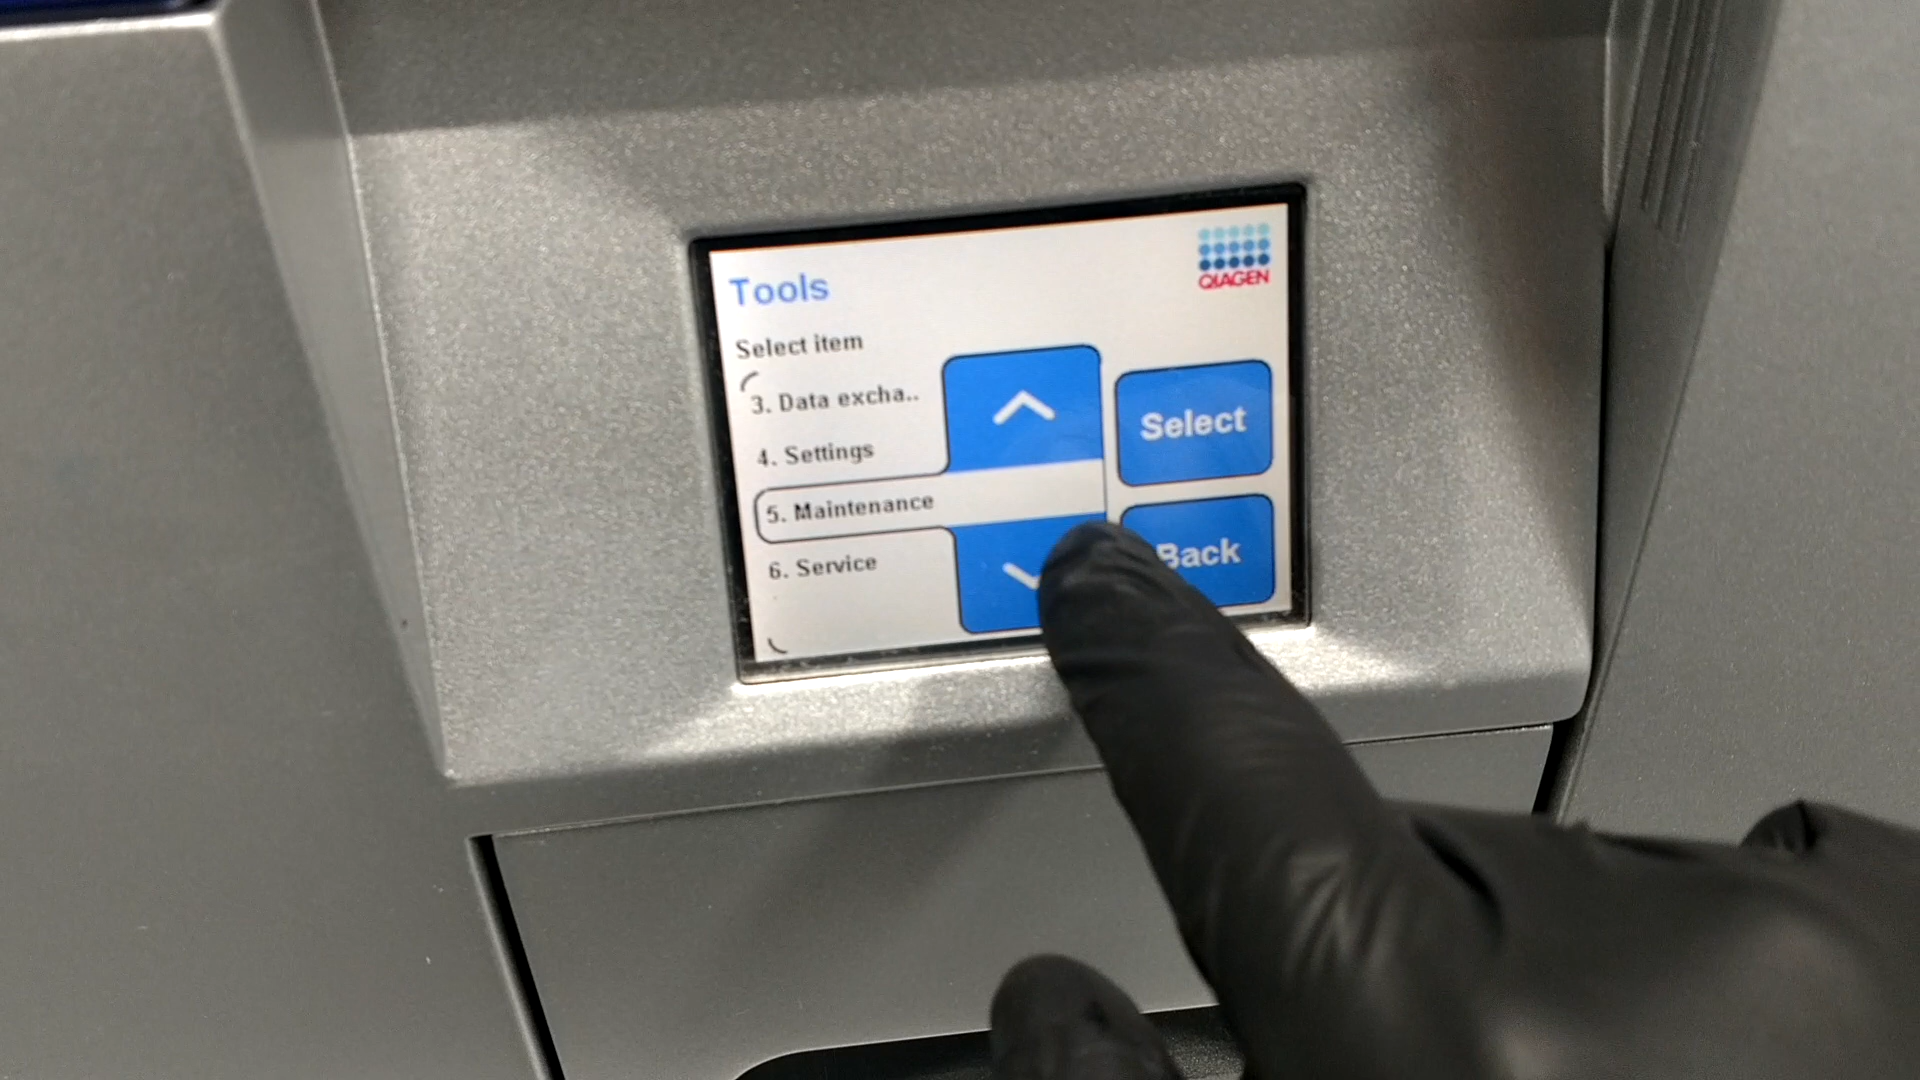 QIAGEN
Tools
Select item
3. Data excha..
4. Settings
5. Maintenance
6. Service
Select
Back